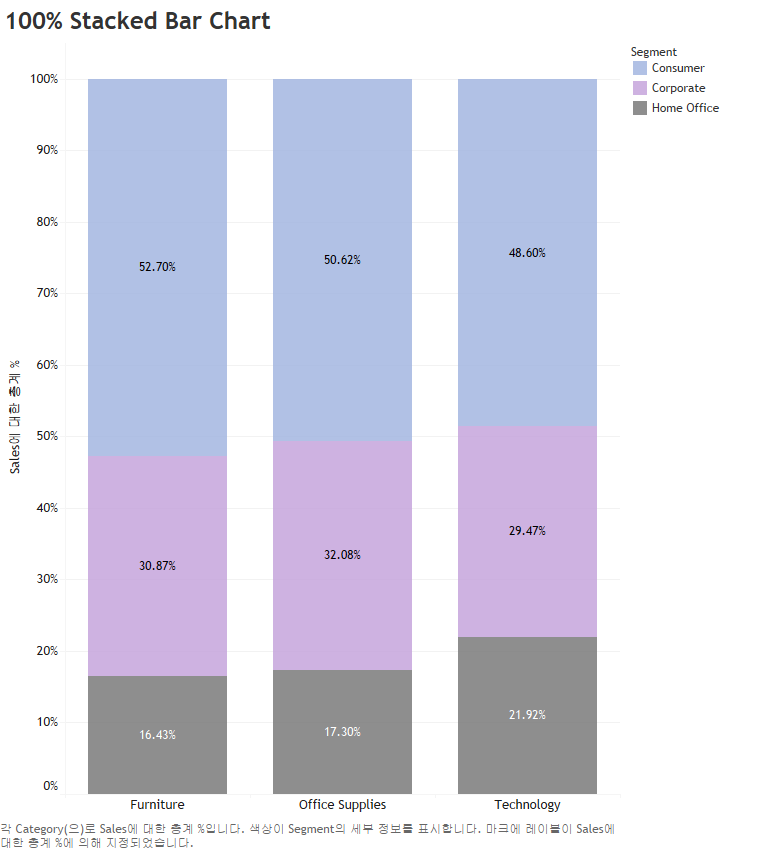 100% Stacked Bar Chart
Segment
Consumer
Corporate
Home Office
100%
90%
80%
70%
60%
50%
40%
30%
20%
10%
0%
Sales에 대한 총계 %
52.70%
50.62%
48.60%
30.87%
32.08%
29.47%
16.43%
17.30%
21.92%
Furniture
Office Supplies
Technology
각 Category(으)로 Sales에 대한 총계 %입니다. 색상이 Segment의 세부 정보를 표시합니다. 마크에 레이블이 Sales에
대한 총계 %에 의해 지정되었습니다.